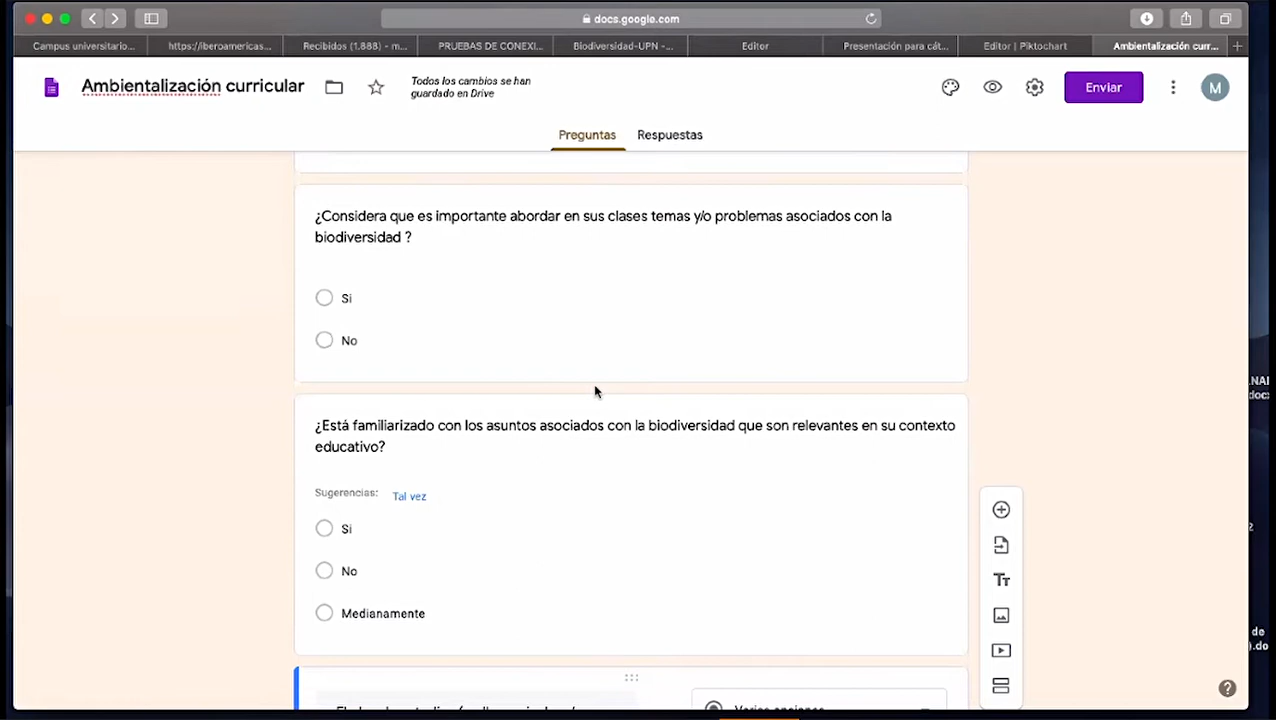 docs.google.com
Campus universitario...
https://iberoamericas...
Recibidos (1.888) - m...
PRUEBAS DE CONEXI...
Biodiversidad-UPN -...
Editor
Presentación para cát...
Editor | Piktochart
Ambientalización curr...
Ambientalización curricular
Todos los cambios se han
guardado en Drive
Enviar
M
Preguntas
Respuestas
¿Considera que es importante abordar en sus clases temas y/o problemas asociados con la
biodiversidad ?
Si
No
¿Está familiarizado con los asuntos asociados con la biodiversidad que son relevantes en su contexto
educativo?
Sugerencias:
Tal vez
Si
No
Medianamente
Varias opciones